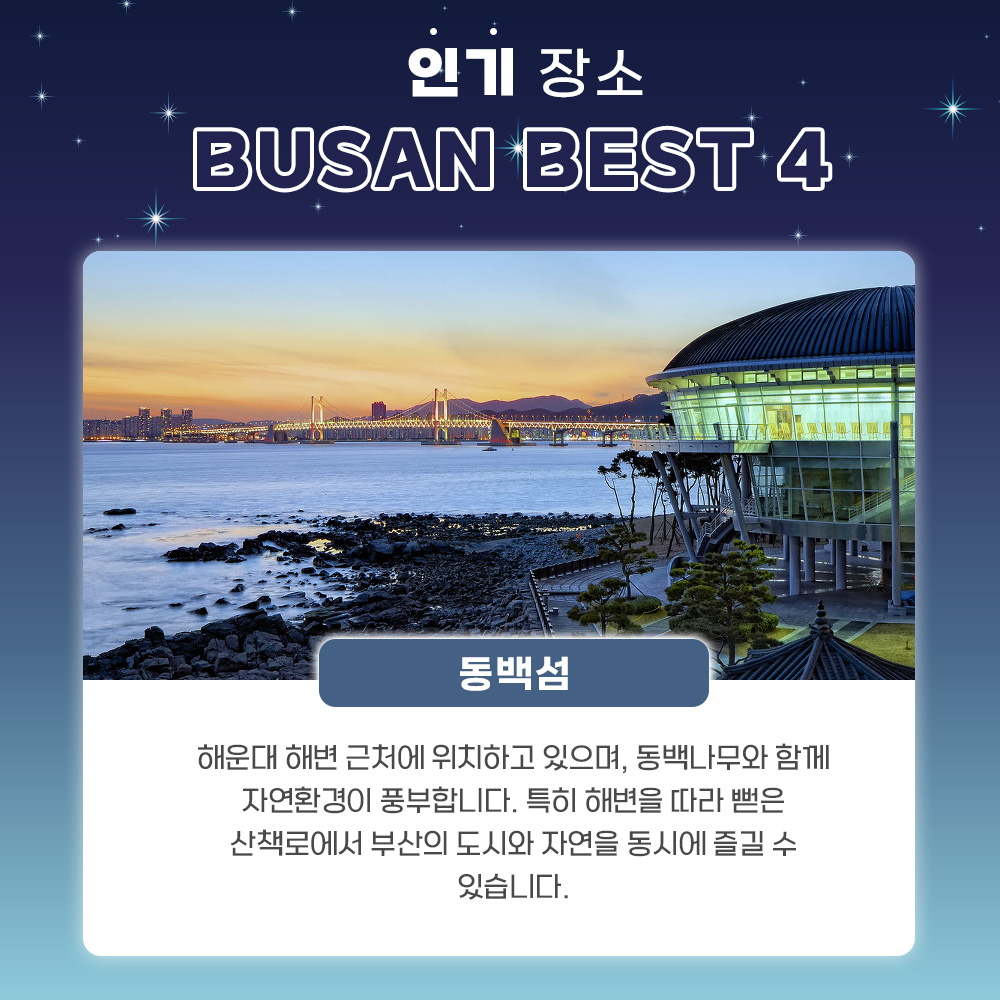 인기 장소
BUSAN BEST 4
동백섬
해운대 해변 근처에 위치하고 있으며, 동백나무와 함께
자연환경이 풍부합니다. 특히 해변을 따라 뻗은
산책로에서 부산의 도시와 자연을 동시에 즐길 수
있습니다.